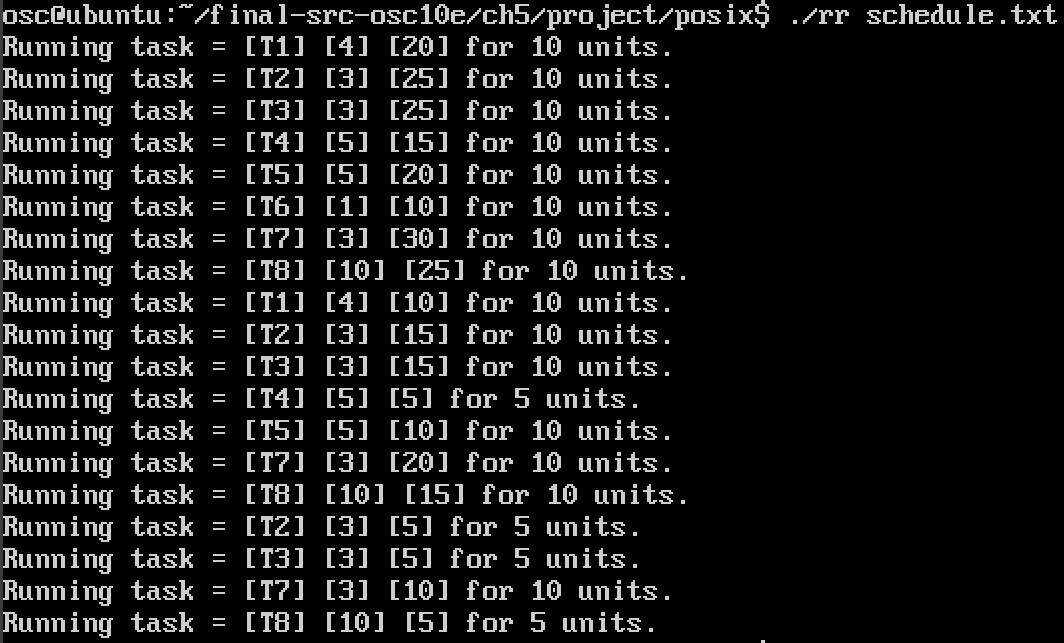 osc@ubuntu:~/final-src-osc10e/ch5/project/posix$ ./rr schedule.txt
Running task = [T1] [4] [20] for 10 units.
Running task = [T2] [3] [25] for 10 units.
Running task = [T3] [3] [25] for 10 units.
Running task = [T4] [5] [15] for 10 units.
Running task = [T5] [5] [20] for 10 units.
Running task = [T6] [1] [10] for 10 units.
Running task = [T7] [3] [30] for 10 units.
Running task = [T8] [10] [25] for 10 units.
Running task = [T1] [4] [10] for 10 units.
Running task = [T2] [3] [15] for 10 units.
Running task = [T3] [3] [15] for 10 units.
Running task = [T4] [5] [5] for 5 units.
Running task = [T5] [5] [10] for 10 units.
Running task = [T7] [3] [20] for 10 units.
Running task = [T8] [10] [15] for 10 units.
Running task = [T2] [3] [5] for 5 units.
Running task = [T3] [3] [5] for 5 units.
Running task = [T7] [3] [10] for 10 units.
Running task = [T8] [10] [5] for 5 units.